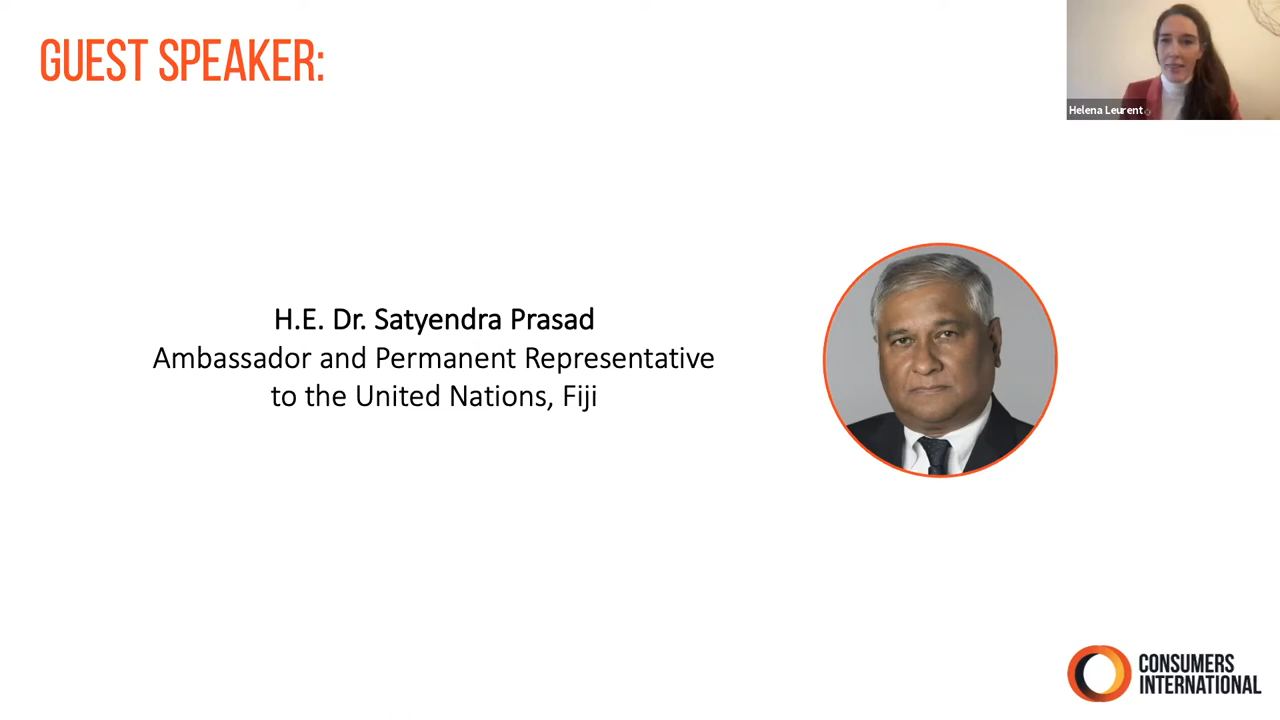 GUEST SPEAKER:
Helena Leurent
H.E. Dr. Satyendra Prasad
Ambassador and Permanent Representative
to the United Nations, Fiji
CONSUMERS
INTERNATIONAL